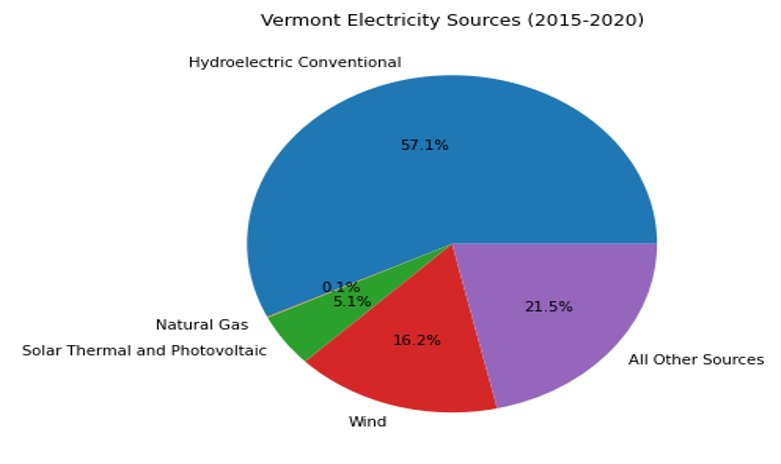 Vermont Electricity Sources (2015-2020)
Hydroelectric Conventional
57.1%
0.1%
5.1%
Natural Gas
21.5%
Solar Thermal and Photovoltaic
16.2%
All Other Sources
Wind